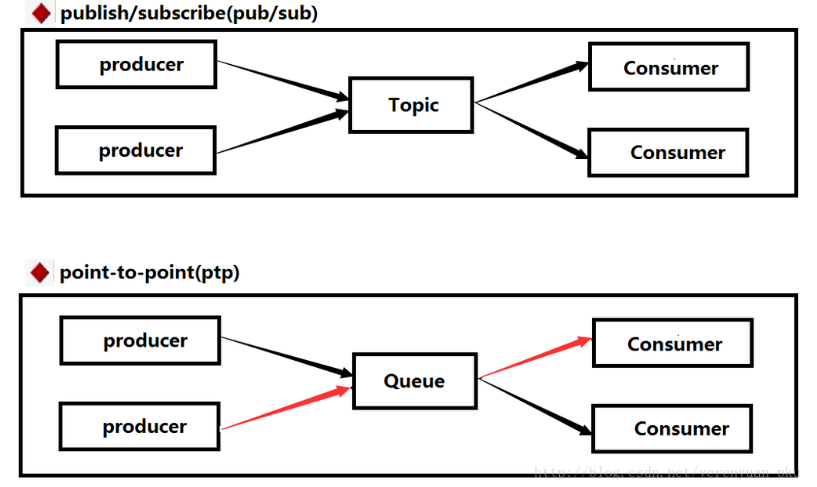 publish/subscribe(pub/sub)
producer
Consumer
Topic
producer
Consumer
point-to-point(ptp)
producer
Consumer
Queue
producer
Consumer